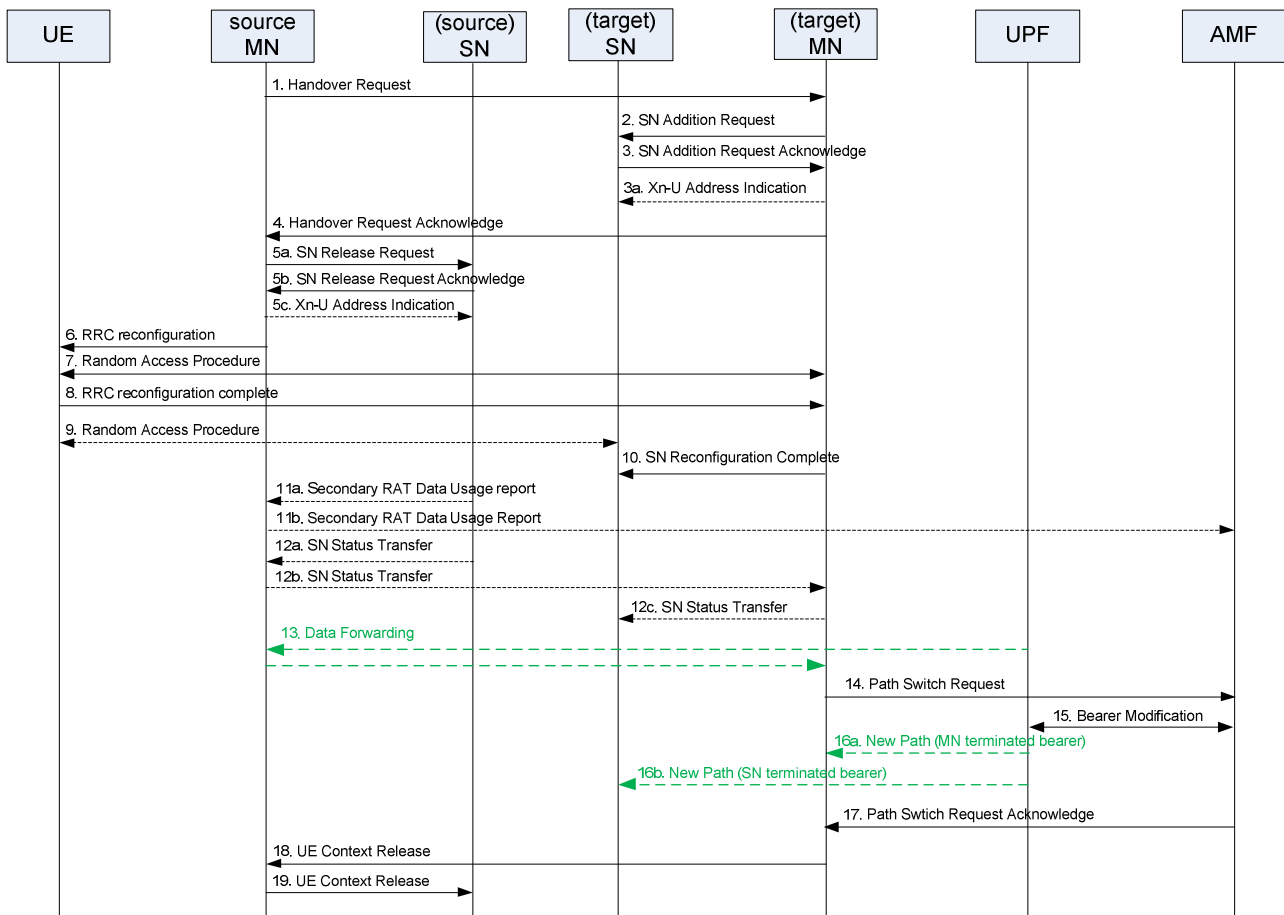 UE
source
MN
(source)
SN
(target)
SN
(target)
MN
UPF
AMF
1. Handover Request
2. SN Addition Request
3. SN Addition Request Acknowledge
3a. Xn-U Address Indication
4. Handover Request Acknowledge
5a. SN Release Request
5b. SN Release Request Acknowledge
5c. Xn-U Address Indication
6. RRC reconfiguration
7. Random Access Procedure
8. RRC reconfiguration complete
9. Random Access Procedure
10. SN Reconfiguration Complete
11a. Secondary RAT Data Usage report
11b. Secondary RAT Data Usage Report
12a. SN Status Transfer
12b. SN Status Transfer
12c. SN Status Transfer
13. Data Forwarding
14. Path Switch Request
15. Bearer Modification
16a. New Path (MN terminated bearer)
16b. New Path (SN terminated bearer)
17. Path Swtich Request Acknowledge
18. UE Context Release
19. UE Context Release